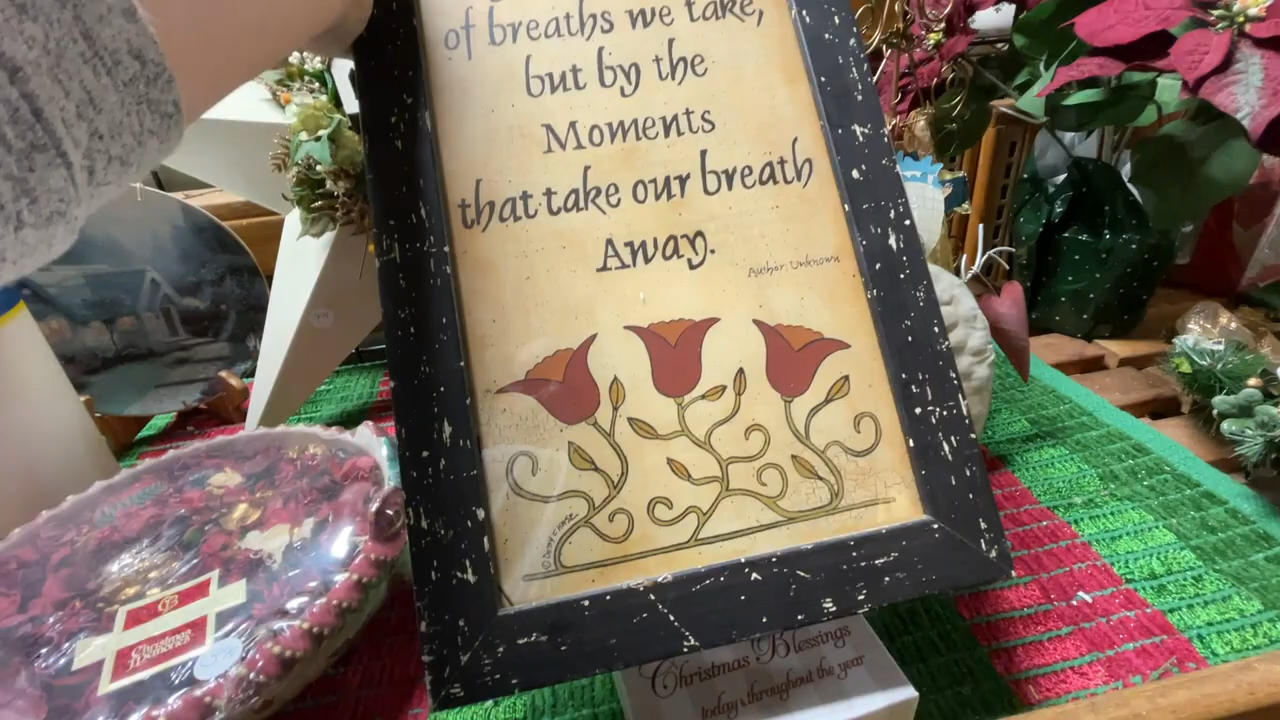 of breaths we take,
but by the
Moments
that take our breath
Away.
Author: Unknown
Christmas Blessings
today & throughout the year
Christmas